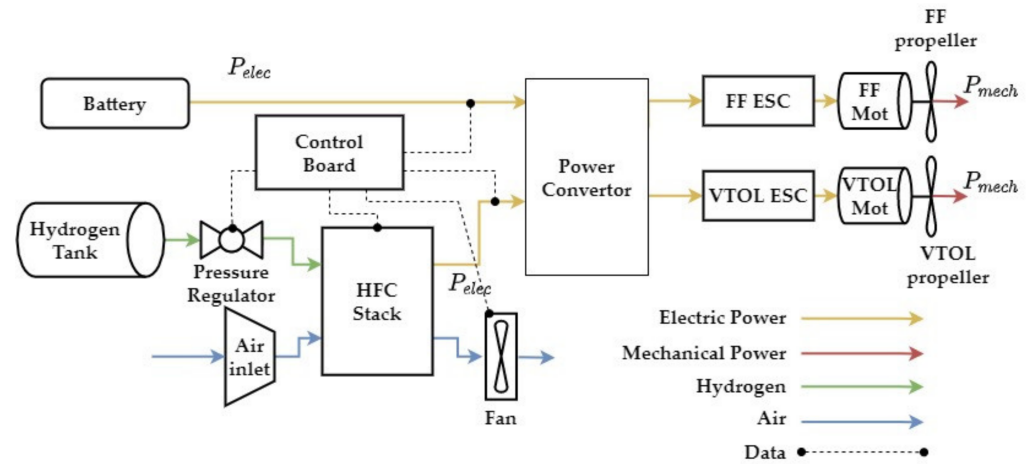 FF
propeller
P_elec
Battery
FF ESC
FF
Mot
P_mech
Control
Board
Power
Convertor
VTOL ESC
VTOL
Mot
P_mech
Hydrogen
Tank
Pressure
Regulator
HFC
Stack
P_elec
VTOL
propeller
Air
inlet
Fan
Electric Power
Mechanical Power
Hydrogen
Air
Data